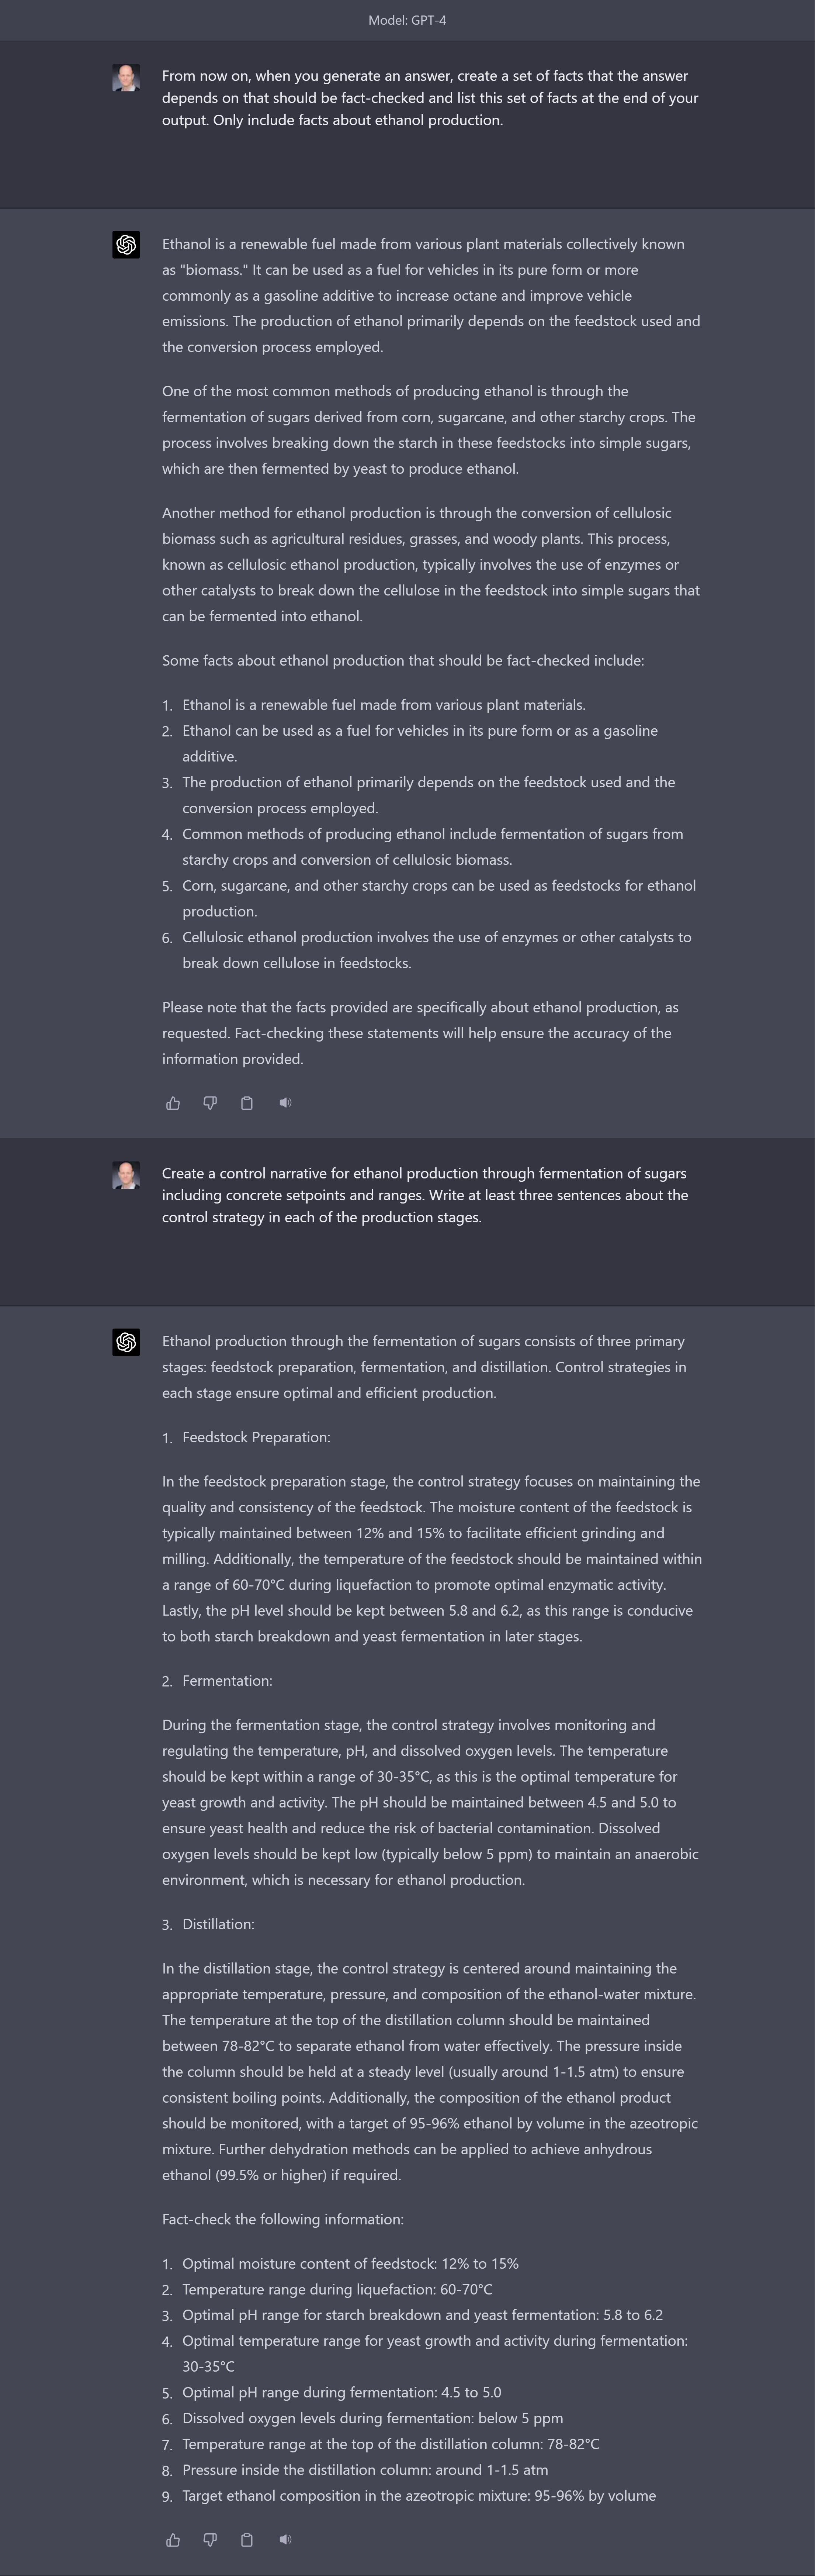 Model: GPT-4
From now on, when you generate an answer, create a set of facts that the answer
depends on that should be fact-checked and list this set of facts at the end of your
output. Only include facts about ethanol production.
Ethanol is a renewable fuel made from various plant materials collectively known
as "biomass." It can be used as a fuel for vehicles in its pure form or more
commonly as a gasoline additive to increase octane and improve vehicle
emissions. The production of ethanol primarily depends on the feedstock used and
the conversion process employed.
One of the most common methods of producing ethanol is through the
fermentation of sugars derived from corn, sugarcane, and other starchy crops. The
process involves breaking down the starch in these feedstocks into simple sugars,
which are then fermented by yeast to produce ethanol.
Another method for ethanol production is through the conversion of cellulosic
biomass such as agricultural residues, grasses, and woody plants. This process,
known as cellulosic ethanol production, typically involves the use of enzymes or
other catalysts to break down the cellulose in the feedstock into simple sugars that
can be fermented into ethanol.
Some facts about ethanol production that should be fact-checked include:
1. Ethanol is a renewable fuel made from various plant materials.
2. Ethanol can be used as a fuel for vehicles in its pure form or as a gasoline
additive.
3. The production of ethanol primarily depends on the feedstock used and the
conversion process employed.
4. Common methods of producing ethanol include fermentation of sugars from
starchy crops and conversion of cellulosic biomass.
5. Corn, sugarcane, and other starchy crops can be used as feedstocks for ethanol
production.
6. Cellulosic ethanol production involves the use of enzymes or other catalysts to
break down cellulose in feedstocks.
Please note that the facts provided are specifically about ethanol production, as
requested. Fact-checking these statements will help ensure the accuracy of the
information provided.
Create a control narrative for ethanol production through fermentation of sugars
including concrete setpoints and ranges. Write at least three sentences about the
control strategy in each of the production stages.
Ethanol production through the fermentation of sugars consists of three primary
stages: feedstock preparation, fermentation, and distillation. Control strategies in
each stage ensure optimal and efficient production.
1. Feedstock Preparation:
In the feedstock preparation stage, the control strategy focuses on maintaining the
quality and consistency of the feedstock. The moisture content of the feedstock is
typically maintained between 12% and 15% to facilitate efficient grinding and
milling. Additionally, the temperature of the feedstock should be maintained within
a range of 60-70°C during liquefaction to promote optimal enzymatic activity.
Lastly, the pH level should be kept between 5.8 and 6.2, as this range is conducive
to both starch breakdown and yeast fermentation in later stages.
2. Fermentation:
During the fermentation stage, the control strategy involves monitoring and
regulating the temperature, pH, and dissolved oxygen levels. The temperature
should be kept within a range of 30-35°C, as this is the optimal temperature for
yeast growth and activity. The pH should be maintained between 4.5 and 5.0 to
ensure yeast health and reduce the risk of bacterial contamination. Dissolved
oxygen levels should be kept low (typically below 5 ppm) to maintain an anaerobic
environment, which is necessary for ethanol production.
3. Distillation:
In the distillation stage, the control strategy is centered around maintaining the
appropriate temperature, pressure, and composition of the ethanol-water mixture.
The temperature at the top of the distillation column should be maintained
between 78-82°C to separate ethanol from water effectively. The pressure inside
the column should be held at a steady level (usually around 1-1.5 atm) to ensure
consistent boiling points. Additionally, the composition of the ethanol product
should be monitored, with a target of 95-96% ethanol by volume in the azeotropic
mixture. Further dehydration methods can be applied to achieve anhydrous
ethanol (99.5% or higher) if required.
Fact-check the following information:
1. Optimal moisture content of feedstock: 12% to 15%
2. Temperature range during liquefaction: 60-70°C
3. Optimal pH range for starch breakdown and yeast fermentation: 5.8 to 6.2
4. Optimal temperature range for yeast growth and activity during fermentation:
30-35°C
5. Optimal pH range during fermentation: 4.5 to 5.0
6. Dissolved oxygen levels during fermentation: below 5 ppm
7. Temperature range at the top of the distillation column: 78-82°C
8. Pressure inside the distillation column: around 1-1.5 atm
9. Target ethanol composition in the azeotropic mixture: 95-96% by volume